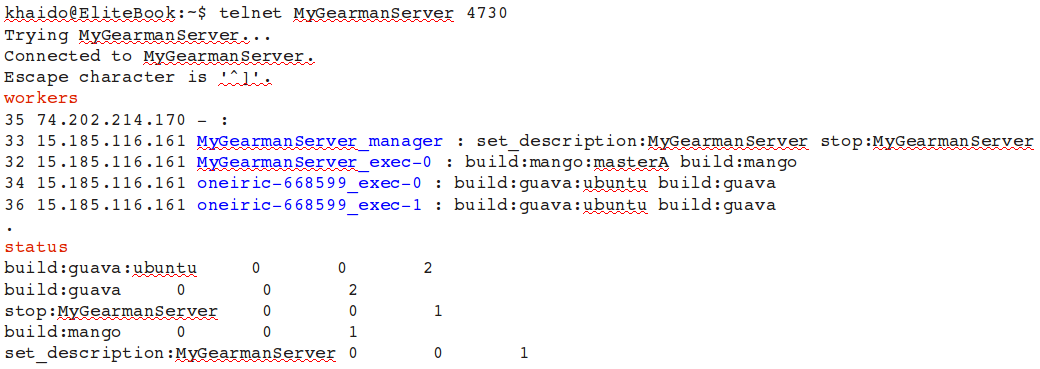 khaido@EliteBook:~$ telnet MyGearmanServer 4730
Trying MyGearmanServer...
Connected to MyGearmanServer.
Escape character is '^]'.
workers
35 74.202.214.170 - :
33 15.185.116.161 MyGearmanServer_manager : set_description:MyGearmanServer stop:MyGearmanServer
32 15.185.116.161 MyGearmanServer_exec-0 : build:mango:masterA build:mango
34 15.185.116.161 oneiric-668599_exec-0 : build:guava:ubuntu build:guava
36 15.185.116.161 oneiric-668599_exec-1 : build:guava:ubuntu build:guava
.
status
build:guava:ubuntu 0 0 2
build:guava 0 0 2
stop:MyGearmanServer 0 0 1
build:mango 0 0 1
set_description:MyGearmanServer 0 0 1